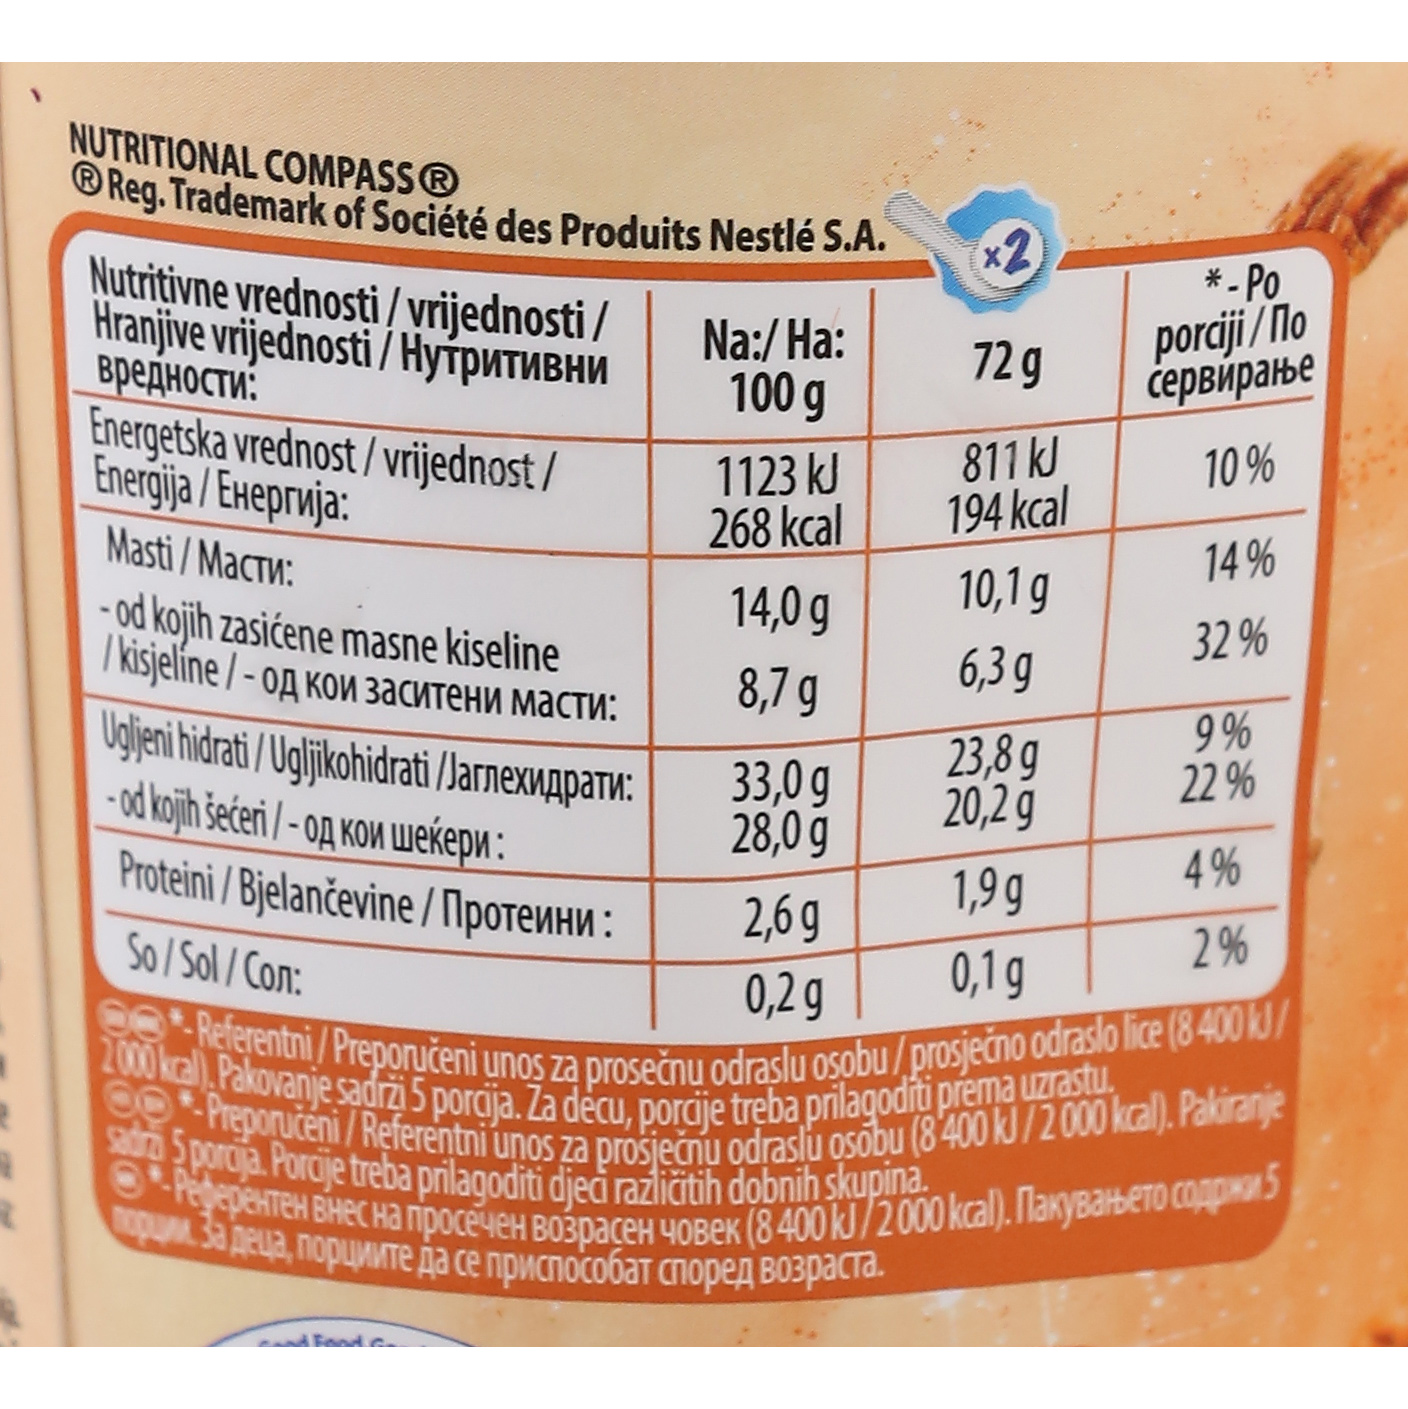 NUTRITIONAL COMPASS®
® Reg. Trademark of Société des Produits Nestlé S.A.
x2
Nutritivne vrednosti / vrijednosti /
Hranjive vrijednosti / Нутритивни
вредности:
Na:/ На:
100 g
72 g
* - Po
porciji / По
сервирање
Energetska vrednost / vrijednost /
Energija / Енергија:
1123 kJ
268 kcal
811 kJ
194 kcal
10 %
Masti / Масти:
14,0 g
10,1 g
14 %
- od kojih zasićene masne kiseline
/ kisjeline / - од кои заситени масти:
8,7 g
6,3 g
32 %
Ugljeni hidrati / Ugljikohidrati /Јаглехидрати:
33,0 g
23,8 g
9 %
- od kojih šećeri / - од кои шеќери :
28,0 g
20,2 g
22 %
Proteini / Bjelančevine / Протеини :
2,6 g
1,9 g
4 %
So / Sol / Сол:
0,2 g
0,1 g
2 %
*- Referentni / Preporučeni unos za prosečnu odraslu osobu / prosječno odraslo lice (8 400 kJ /
2 000 kcal). Pakovanje sadrži 5 porcija. Za decu, porcije treba prilagoditi prema uzrastu.
*- Preporučeni / Referentni unos za prosječnu odraslu osobu (8 400 kJ / 2 000 kcal). Pakiranje
sadrži 5 porcija. Porcije treba prilagoditi djeci različitih dobnih skupina.
*- Референтен внес на просечен возрасен човек (8 400 kJ / 2 000 kcal). Пакувањето содржи 5
порции. За деца, порциите да се приспособат според возраста.
Good Food